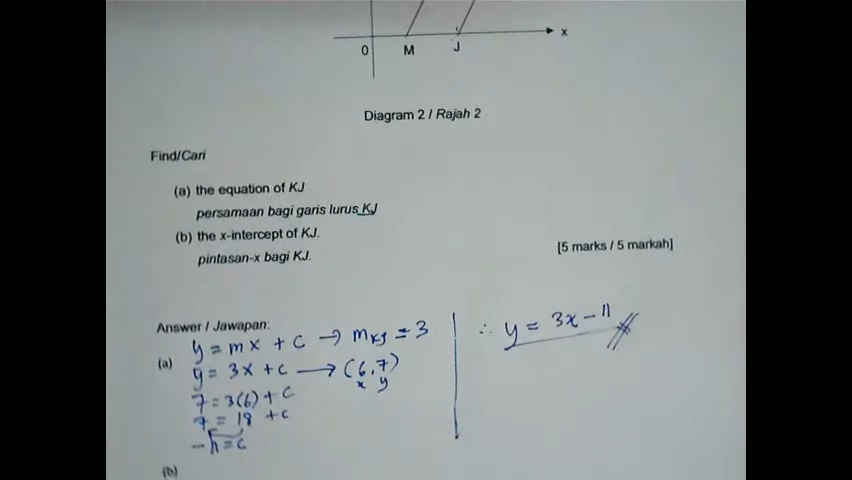 0 M J x
Diagram 2 / Rajah 2
Find/Cari
(a) the equation of KJ
persamaan bagi garis lurus KJ
(b) the x-intercept of KJ.
pintasan-x bagi KJ.
[5 marks / 5 markah]
Answer / Jawapan:
(a) y = mx + c → mKJ = 3
y = 3x + c → (6,7)
x y
7 = 3(6) + c
7 = 18 + c
-11 = c
∴ y = 3x - 11
(b)